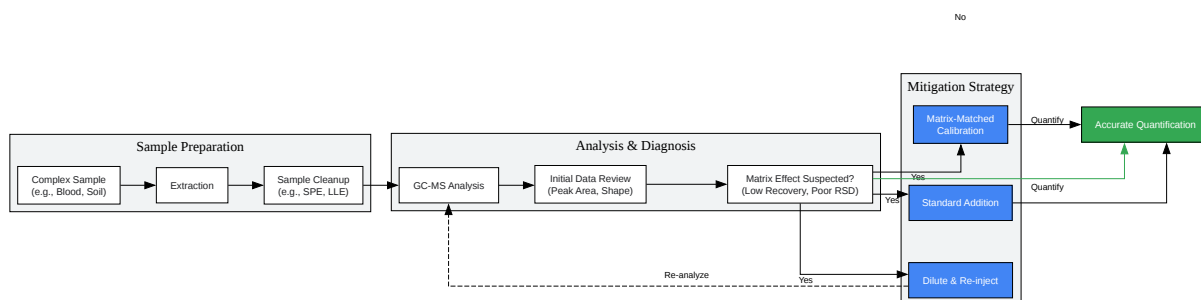 No
Sample Preparation
Complex Sample
(e.g., Blood, Soil)
Extraction
Sample Cleanup
(e.g., SPE, LLE)
Analysis & Diagnosis
GC-MS Analysis
Initial Data Review
(Peak Area, Shape)
Matrix Effect Suspected?
(Low Recovery, Poor RSD)
Yes
Yes
Yes
Re-analyze
Mitigation Strategy
Matrix-Matched
Calibration
Standard Addition
Dilute & Re-inject
Quantify
Quantify
Accurate Quantification